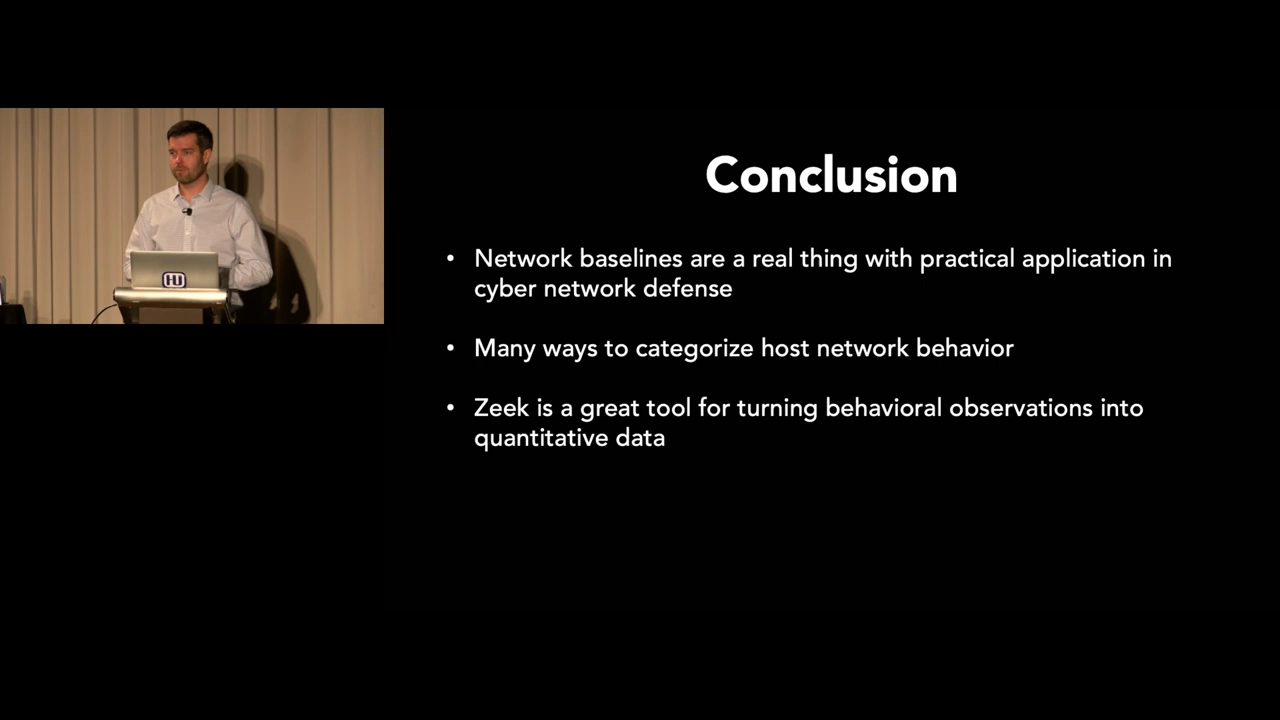 Conclusion
• Network baselines are a real thing with practical application in
cyber network defense
• Many ways to categorize host network behavior
• Zeek is a great tool for turning behavioral observations into
quantitative data